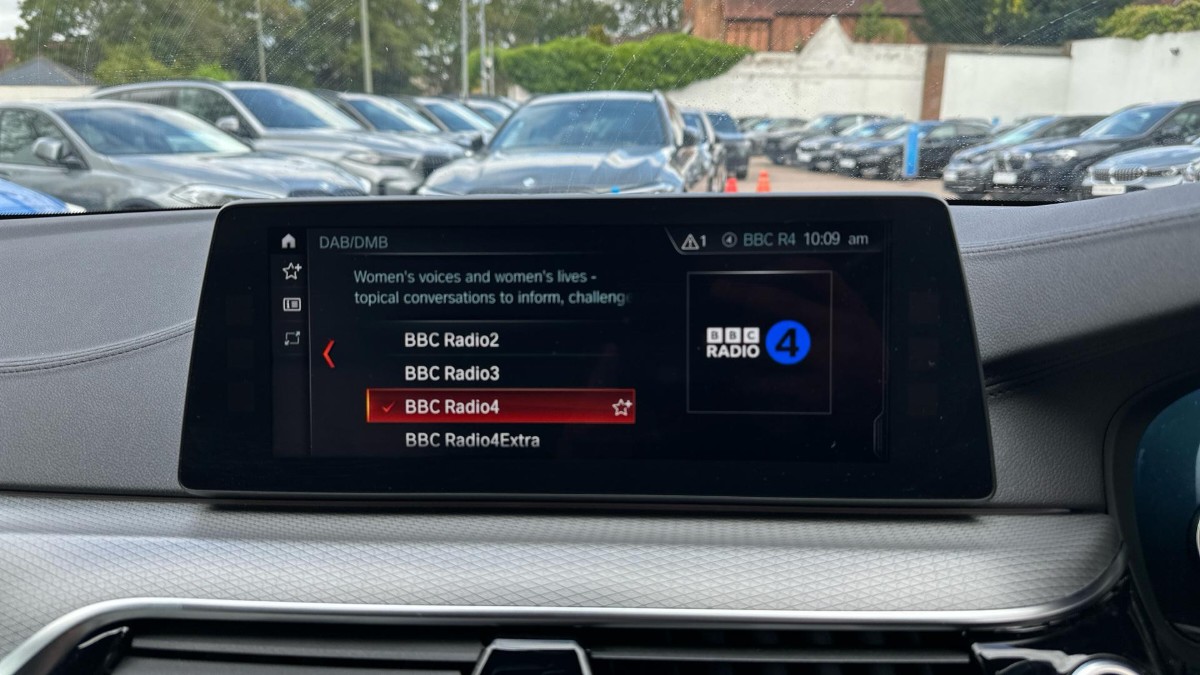 DAB/DMB
1 BBC R4 10:09 am
Women's voices and women's lives -
topical conversations to inform, challenge
BBC Radio2
BBC Radio3
BBC Radio4
BBC Radio4Extra
BBC
RADIO 4